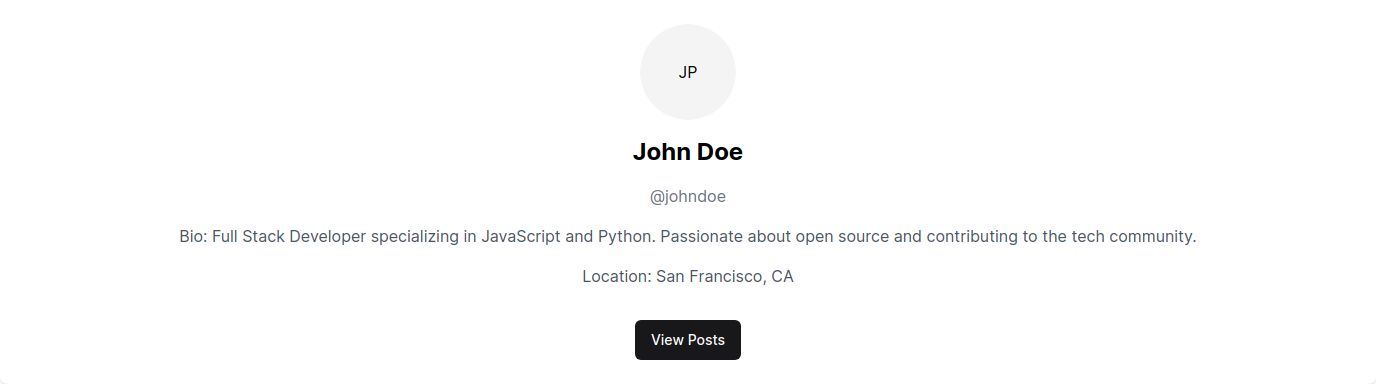 JP
John Doe
@johndoe
Bio: Full Stack Developer specializing in JavaScript and Python. Passionate about open source and contributing to the tech community.
Location: San Francisco, CA
View Posts